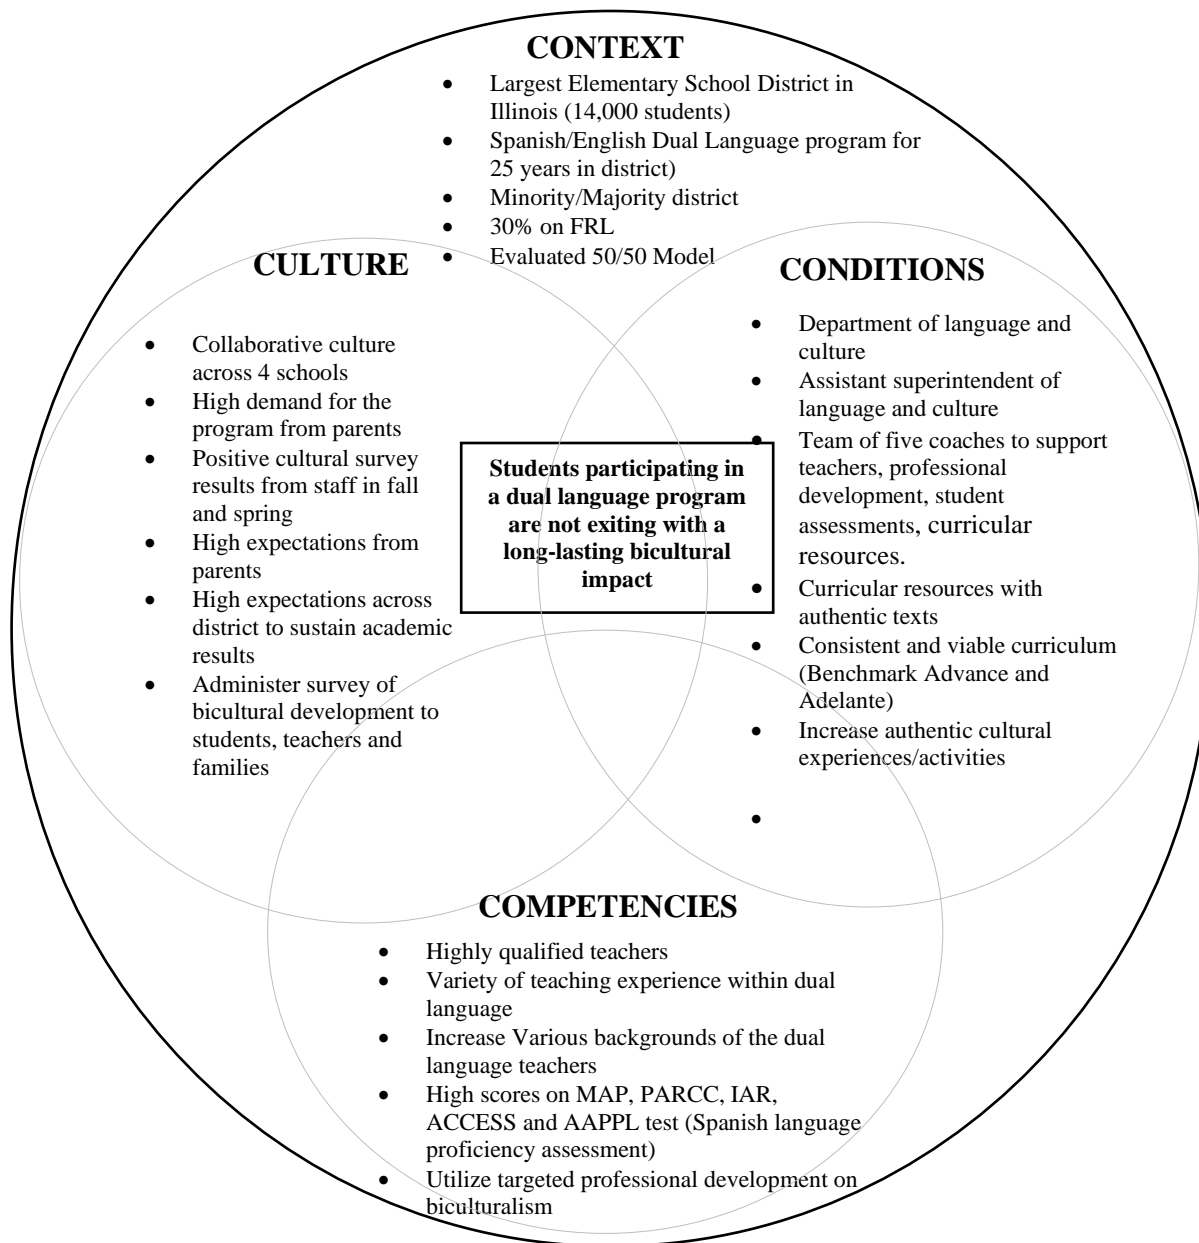 CONTEXT
• Largest Elementary School District in
Illinois (14,000 students)
• Spanish/English Dual Language program for
25 years in district)
• Minority/Majority district
• 30% on FRL
• Evaluated 50/50 Model
CULTURE
• Collaborative culture
across 4 schools
• High demand for the
program from parents
• Positive cultural survey
results from staff in fall
and spring
• High expectations from
parents
• High expectations across
district to sustain academic
results
• Administer survey of
bicultural development to
students, teachers and
families
Students participating in
a dual language program
are not exiting with a
long-lasting bicultural
impact
CONDITIONS
• Department of language and
culture
• Assistant superintendent of
language and culture
• Team of five coaches to support
teachers, professional
development, student
assessments, curricular
resources.
• Curricular resources with
authentic texts
• Consistent and viable curriculum
(Benchmark Advance and
Adelante)
• Increase authentic cultural
experiences/activities
•
COMPETENCIES
• Highly qualified teachers
• Variety of teaching experience within dual
language
• Increase Various backgrounds of the dual
language teachers
• High scores on MAP, PARCC, IAR,
ACCESS and AAPPL test (Spanish language
proficiency assessment)
• Utilize targeted professional development on
biculturalism